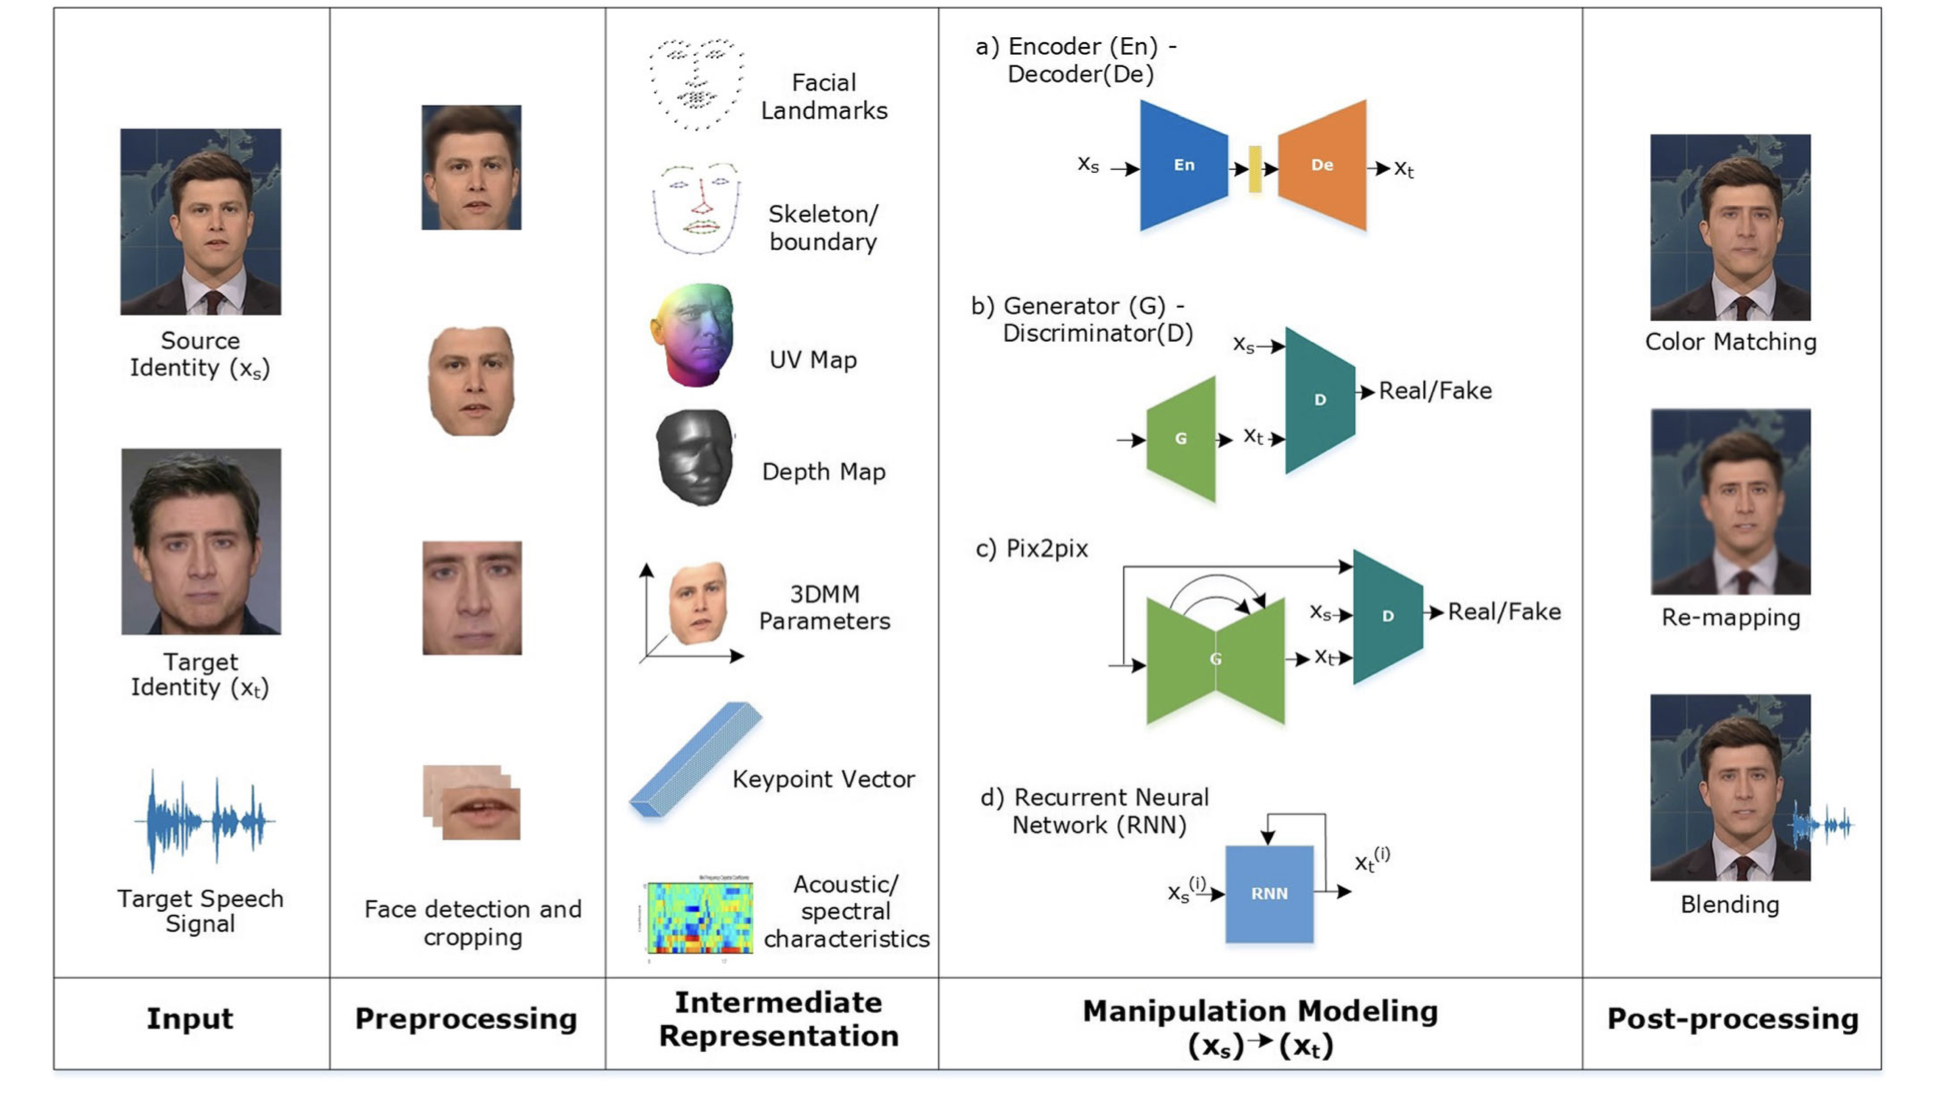 Source
Identity (xs)
Target
Identity (xt)
Target Speech
Signal
Input
Face detection and
cropping
Preprocessing
Facial
Landmarks
Skeleton/
boundary
UV Map
Depth Map
3DMM
Parameters
Keypoint Vector
Acoustic/
spectral
characteristics
Intermediate
Representation
a) Encoder (En) -
Decoder(De)
xs
En
De
xt
b) Generator (G) -
Discriminator(D)
xs
D
Real/Fake
G
xt
c) Pix2pix
xs
D
Real/Fake
G
xt
d) Recurrent Neural
Network (RNN)
xt(i)
xs(i)
RNN
Manipulation Modeling
(xs)→(xt)
Color Matching
Re-mapping
Blending
Post-processing